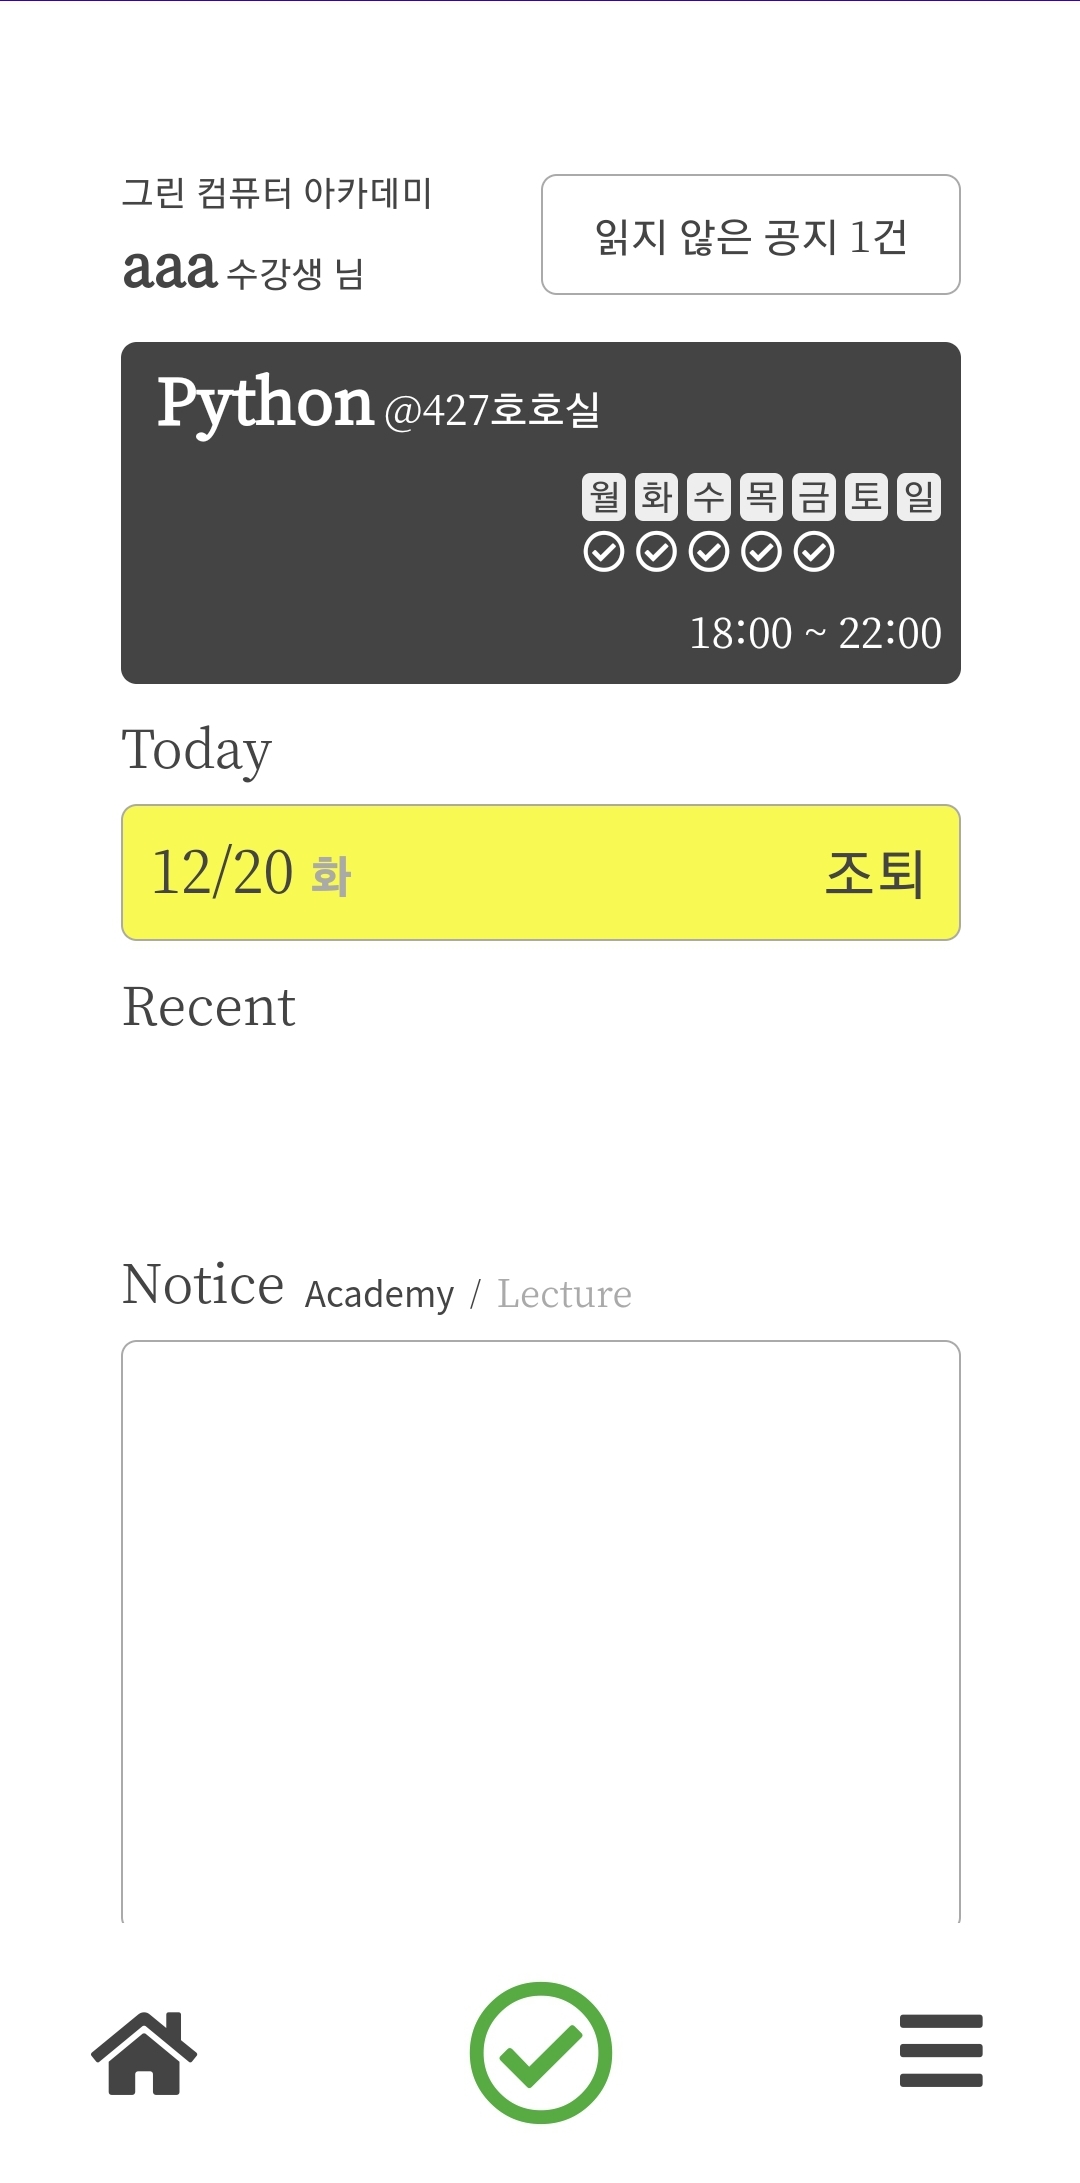 그린 컴퓨터 아카데미
aaa 수강생 님
읽지 않은 공지 1건
Python @427호호실
월 화 수 목 금 토 일
18:00 ~ 22:00
Today
12/20 화
조퇴
Recent
Notice Academy / Lecture